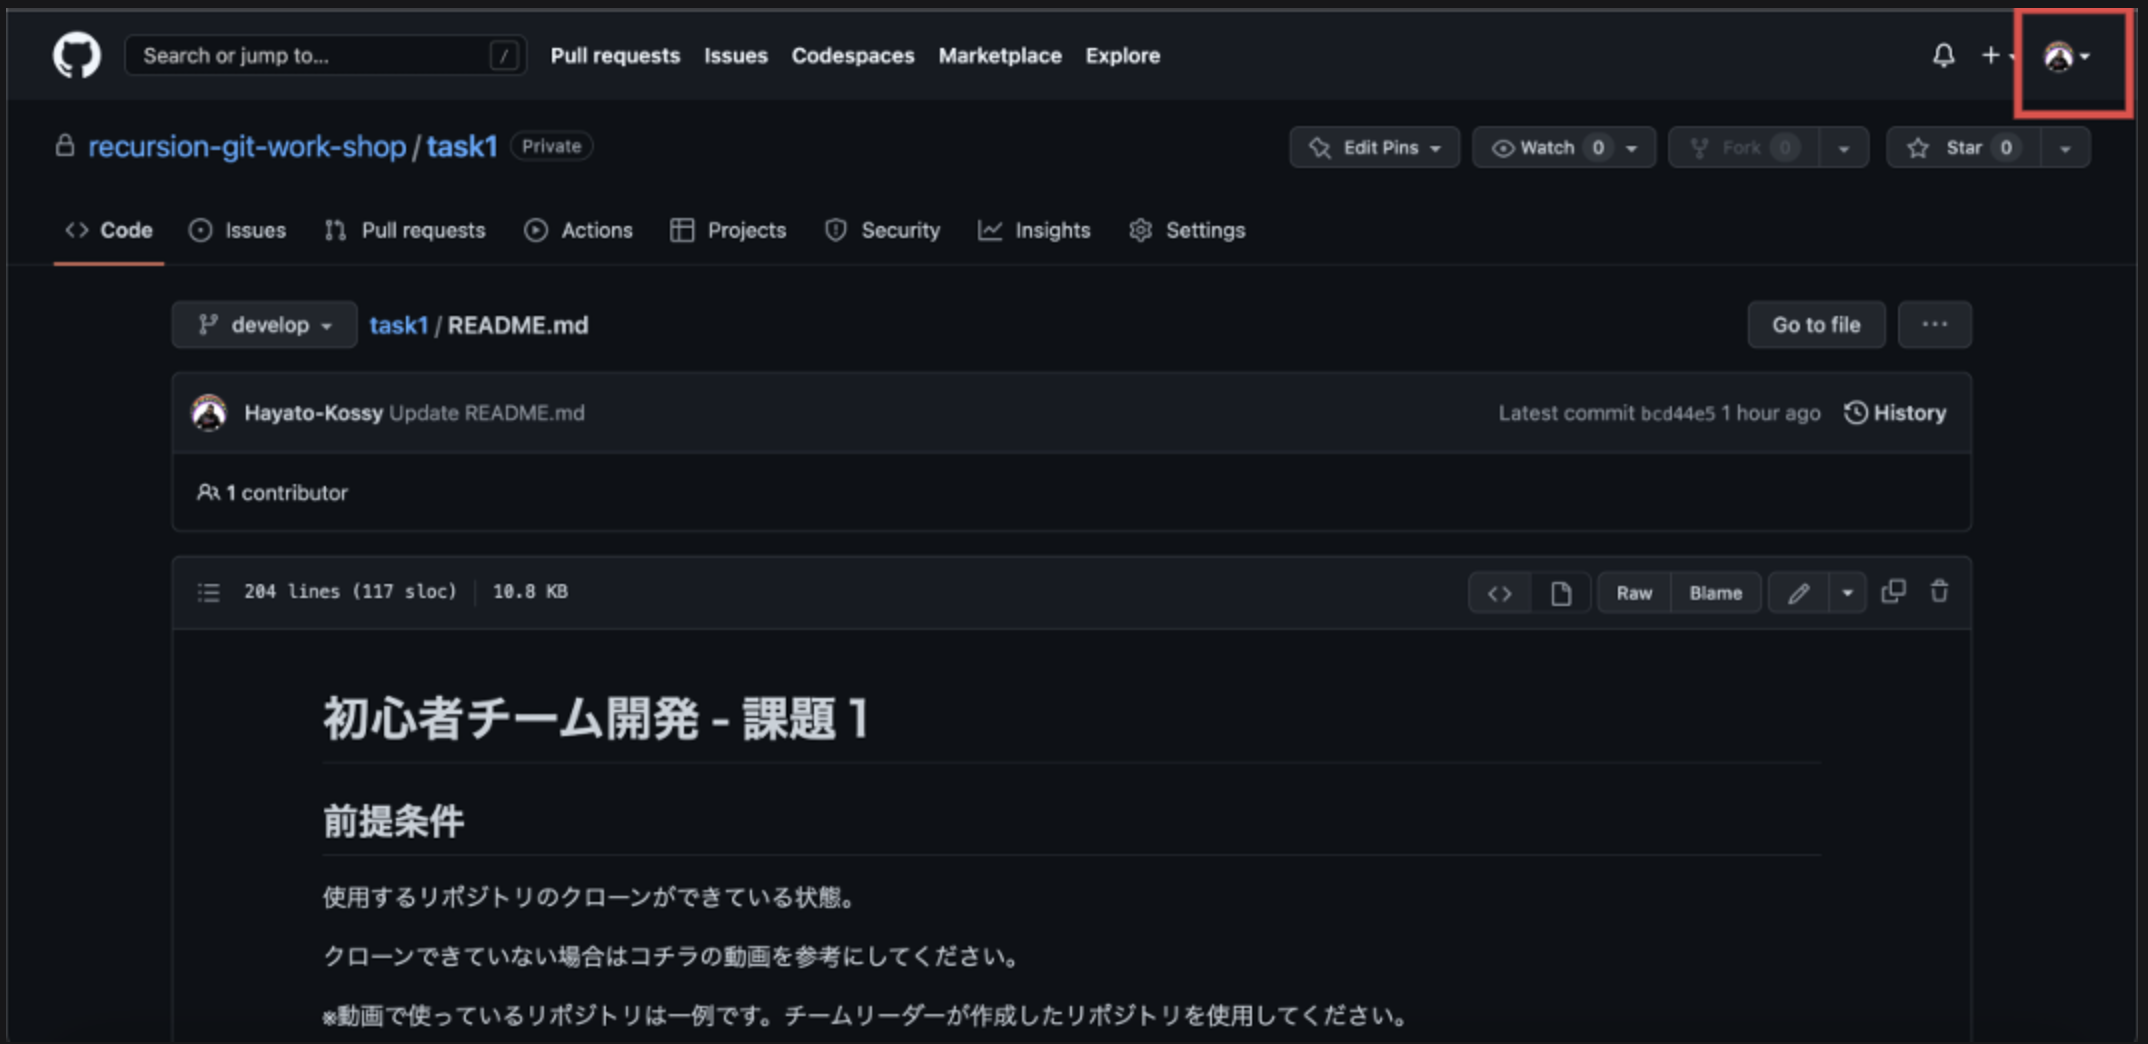 Search or jump to... /
Pull requests Issues Codespaces Marketplace Explore
recursion-git-work-shop / task1 Private
Edit Pins Watch 0 Fork 0 Star 0
Code Issues Pull requests Actions Projects Security Insights Settings
develop task1 / README.md Go to file ...
Hayato-Kossy Update README.md Latest commit bcd44e5 1 hour ago History
1 contributor
204 lines (117 sloc) 10.8 KB Raw Blame
初心者チーム開発 - 課題 1
前提条件
使用するリポジトリのクローンができている状態。
クローンできていない場合はコチラの動画を参考にしてください。
※動画で使っているリポジトリは一例です。チームリーダーが作成したリポジトリを使用してください。